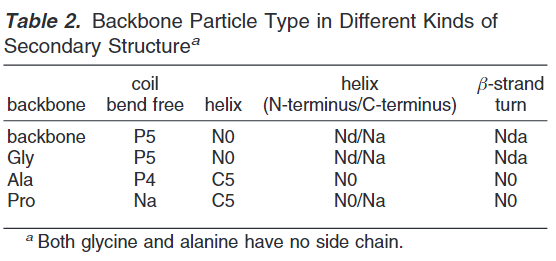 Table 2. Backbone Particle Type in Different Kinds of
Secondary Structureᵃ
coil helix β-strand
backbone bend free helix (N-terminus/C-terminus) turn
backbone P5 N0 Nd/Na Nda
Gly P5 N0 Nd/Na Nda
Ala P4 C5 N0 N0
Pro Na C5 N0/Na N0
ᵃ Both glycine and alanine have no side chain.